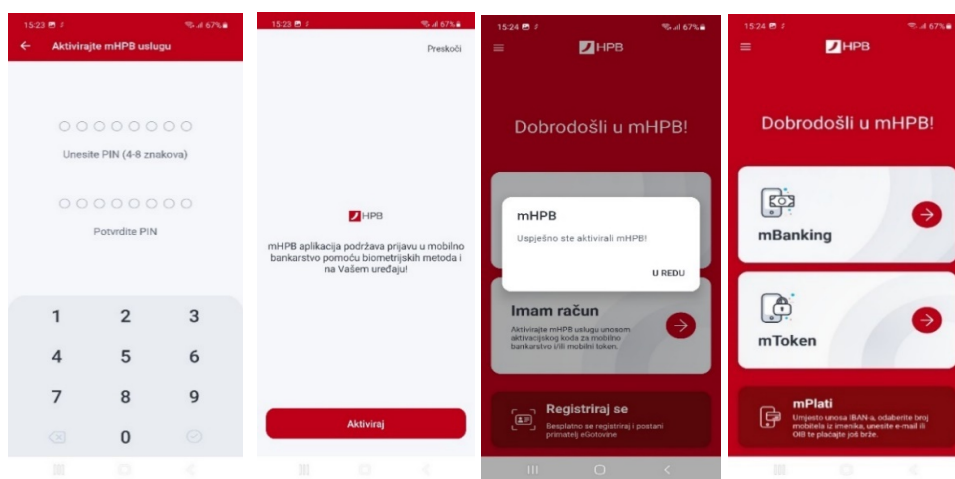 15:23
67%
Aktivirajte mHPB uslugu
Unesite PIN (4-8 znakova)
Potvrdite PIN
1 2 3
4 5 6
7 8 9
0
15:23
67%
Preskoči
HPB
mHPB aplikacija podržava prijavu u mobilno
bankarstvo pomoću biometrijskih metoda i
na Vašem uređaju!
Aktiviraj
15:24
67%
HPB
Dobrodošli u mHPB!
mHPB
Uspješno ste aktivirali mHPB!
U REDU
Imam račun
Aktivirajte mHPB uslugu unosom
aktivacijskog koda za mobilno
bankarstvo i/ili mobilni token.
Registriraj se
Besplatno se registriraj i postani
primatelj eGotovine
15:24
67%
HPB
Dobrodošli u mHPB!
mBanking
mToken
mPlati
Umjesto unosa IBAN-a, odaberite broj
mobitela iz imenika, unesite e-mail ili
OIB te plaćajte još brže.